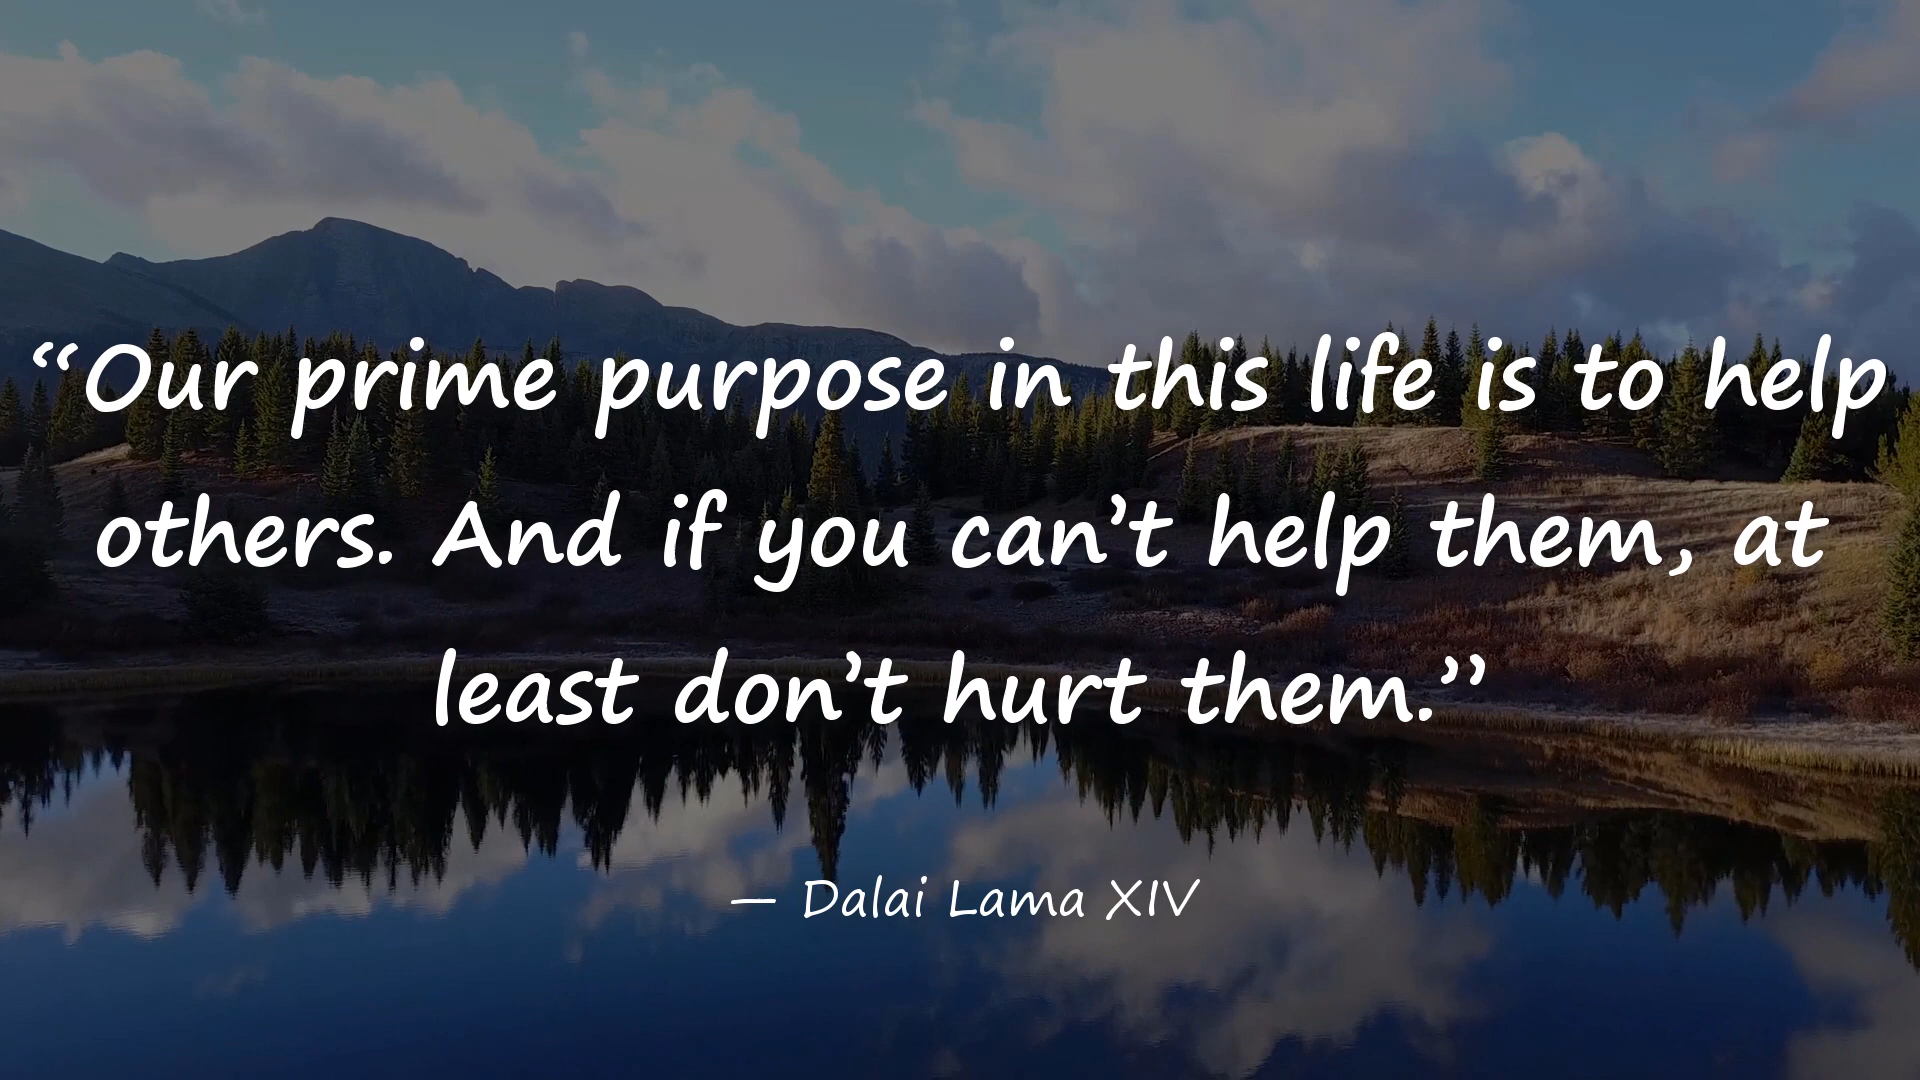 “Our prime purpose in this life is to help
others. And if you can’t help them, at
least don’t hurt them.”
— Dalai Lama XIV